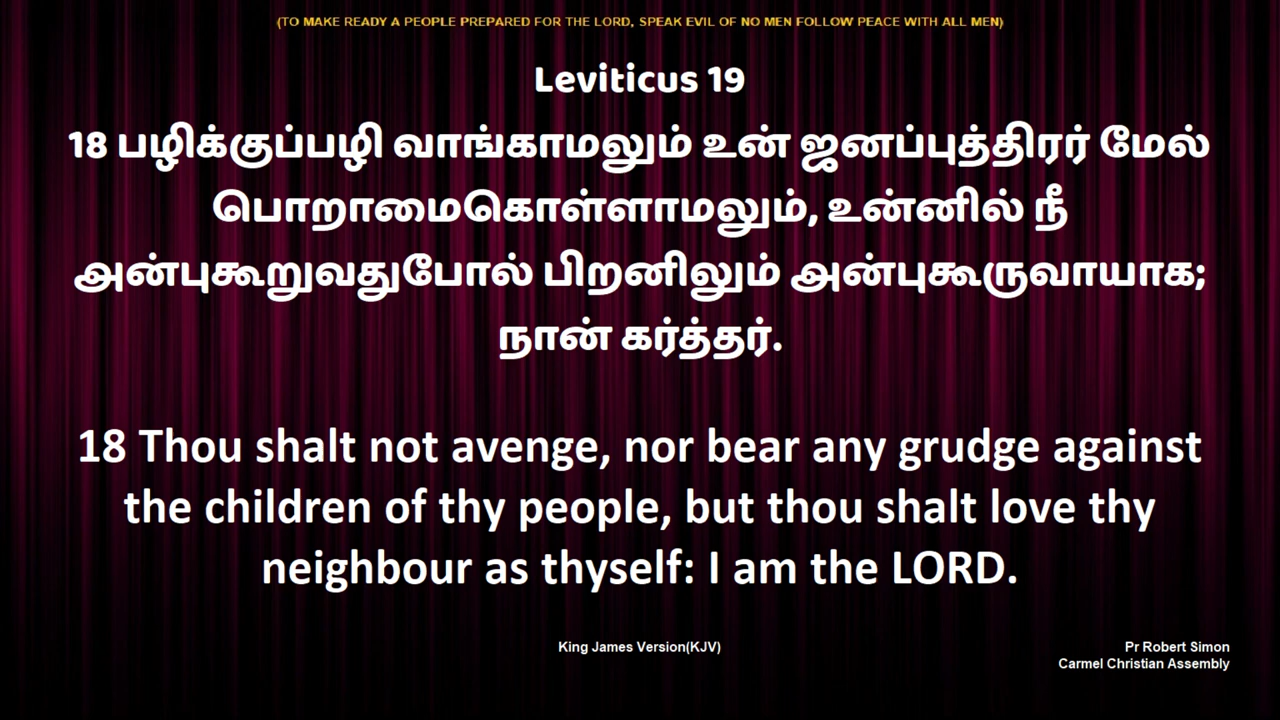 (TO MAKE READY A PEOPLE PREPARED FOR THE LORD, SPEAK EVIL OF NO MEN FOLLOW PEACE WITH ALL MEN)
Leviticus 19
18 பழிக்குப்பழி வாங்காமலும் உன் ஜனப்புத்திரர் மேல்
பொறாமைகொள்ளாமலும், உன்னில் நீ
அன்புகூறுவதுபோல் பிறனிலும் அன்புகூருவாயாக;
நான் கர்த்தர்.
18 Thou shalt not avenge, nor bear any grudge against
the children of thy people, but thou shalt love thy
neighbour as thyself: I am the LORD.
King James Version(KJV)
Pr Robert Simon
Carmel Christian Assembly